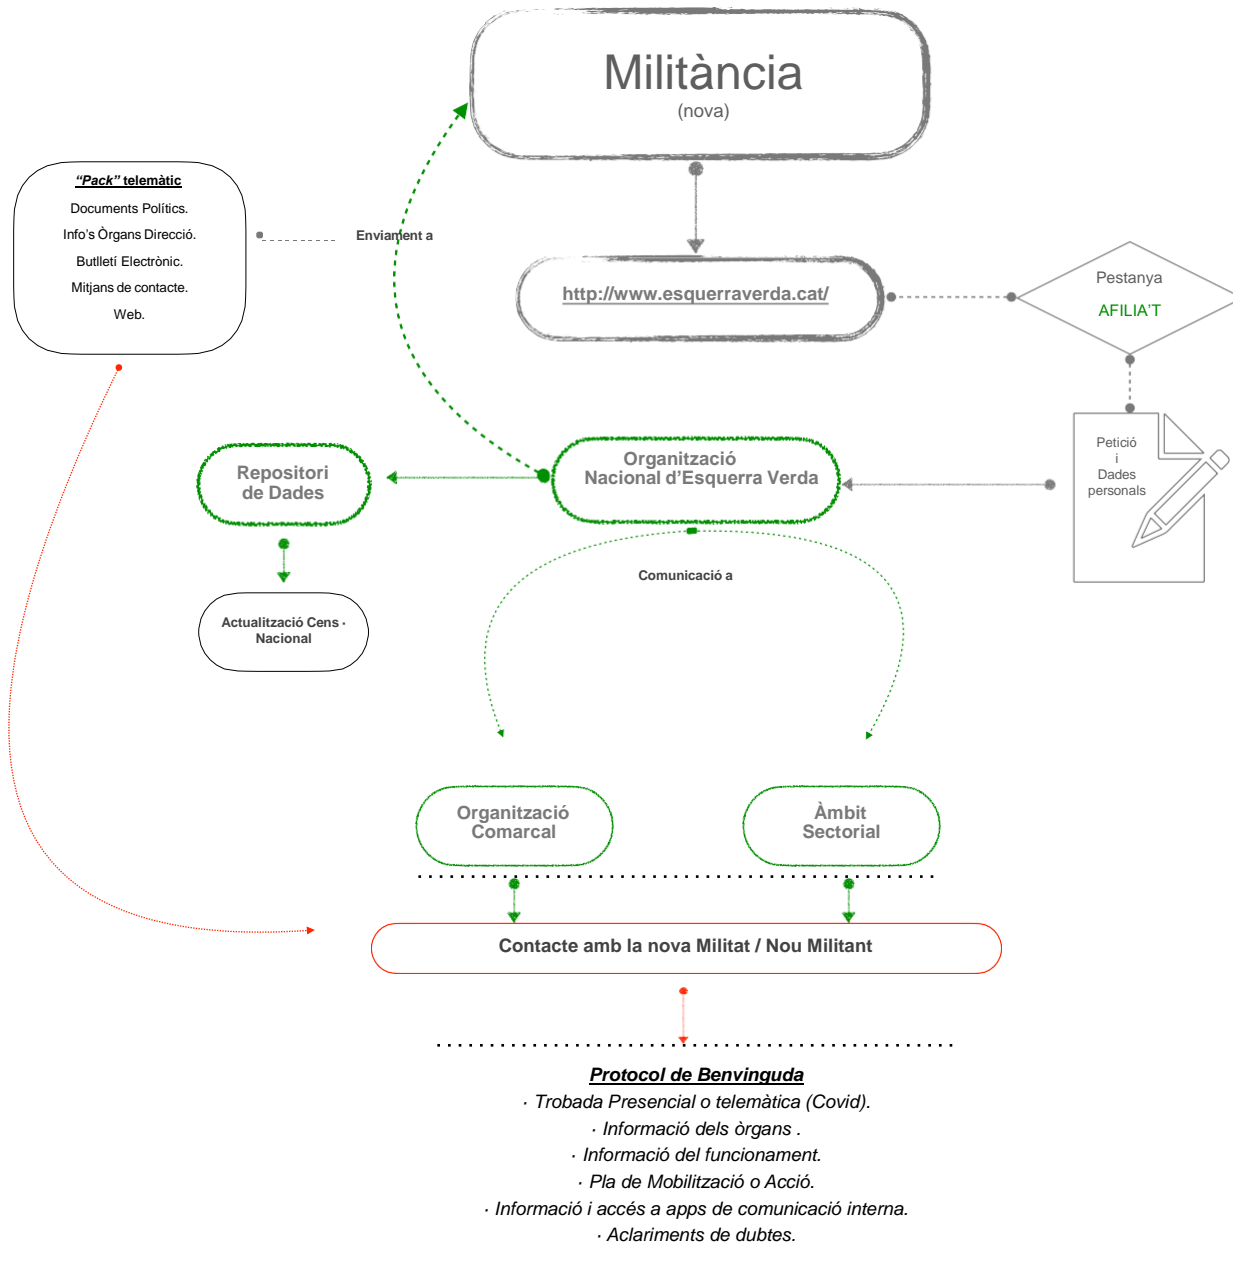 Militància
(nova)
“Pack” telemàtic
Documents Polítics.
Info’s Òrgans Direcció.
Butlletí Electrònic.
Mitjans de contacte.
Web.
Enviament a
http://www.esquerraverda.cat/
Pestanya
AFILIA’T
Petició
i
Dades
personals
Organització
Nacional d’Esquerra Verda
Repositori
de Dades
Comunicació a
Actualització Cens ·
Nacional
Organització
Comarcal
Àmbit
Sectorial
Contacte amb la nova Militat / Nou Militant
Protocol de Benvinguda
· Trobada Presencial o telemàtica (Covid).
· Informació dels òrgans .
· Informació del funcionament.
· Pla de Mobilització o Acció.
· Informació i accés a apps de comunicació interna.
· Aclariments de dubtes.